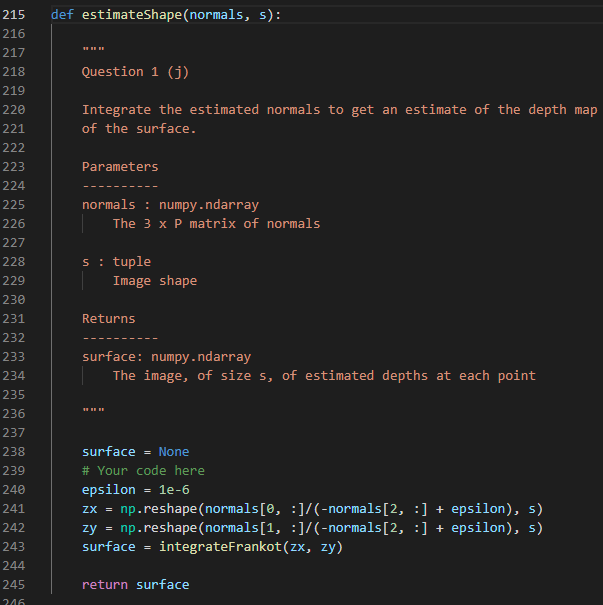 215 def estimateShape(normals, s):
216
217     """
218     Question 1 (j)
219
220     Integrate the estimated normals to get an estimate of the depth map
221     of the surface.
222
223     Parameters
224     ----------
225     normals : numpy.ndarray
226         The 3 x P matrix of normals
227
228     s : tuple
229         Image shape
230
231     Returns
232     ----------
233     surface: numpy.ndarray
234         The image, of size s, of estimated depths at each point
235
236     """
237
238     surface = None
239     # Your code here
240     epsilon = 1e-6
241     zx = np.reshape(normals[0, :]/(-normals[2, :] + epsilon), s)
242     zy = np.reshape(normals[1, :]/(-normals[2, :] + epsilon), s)
243     surface = integrateFrankot(zx, zy)
244
245     return surface
246